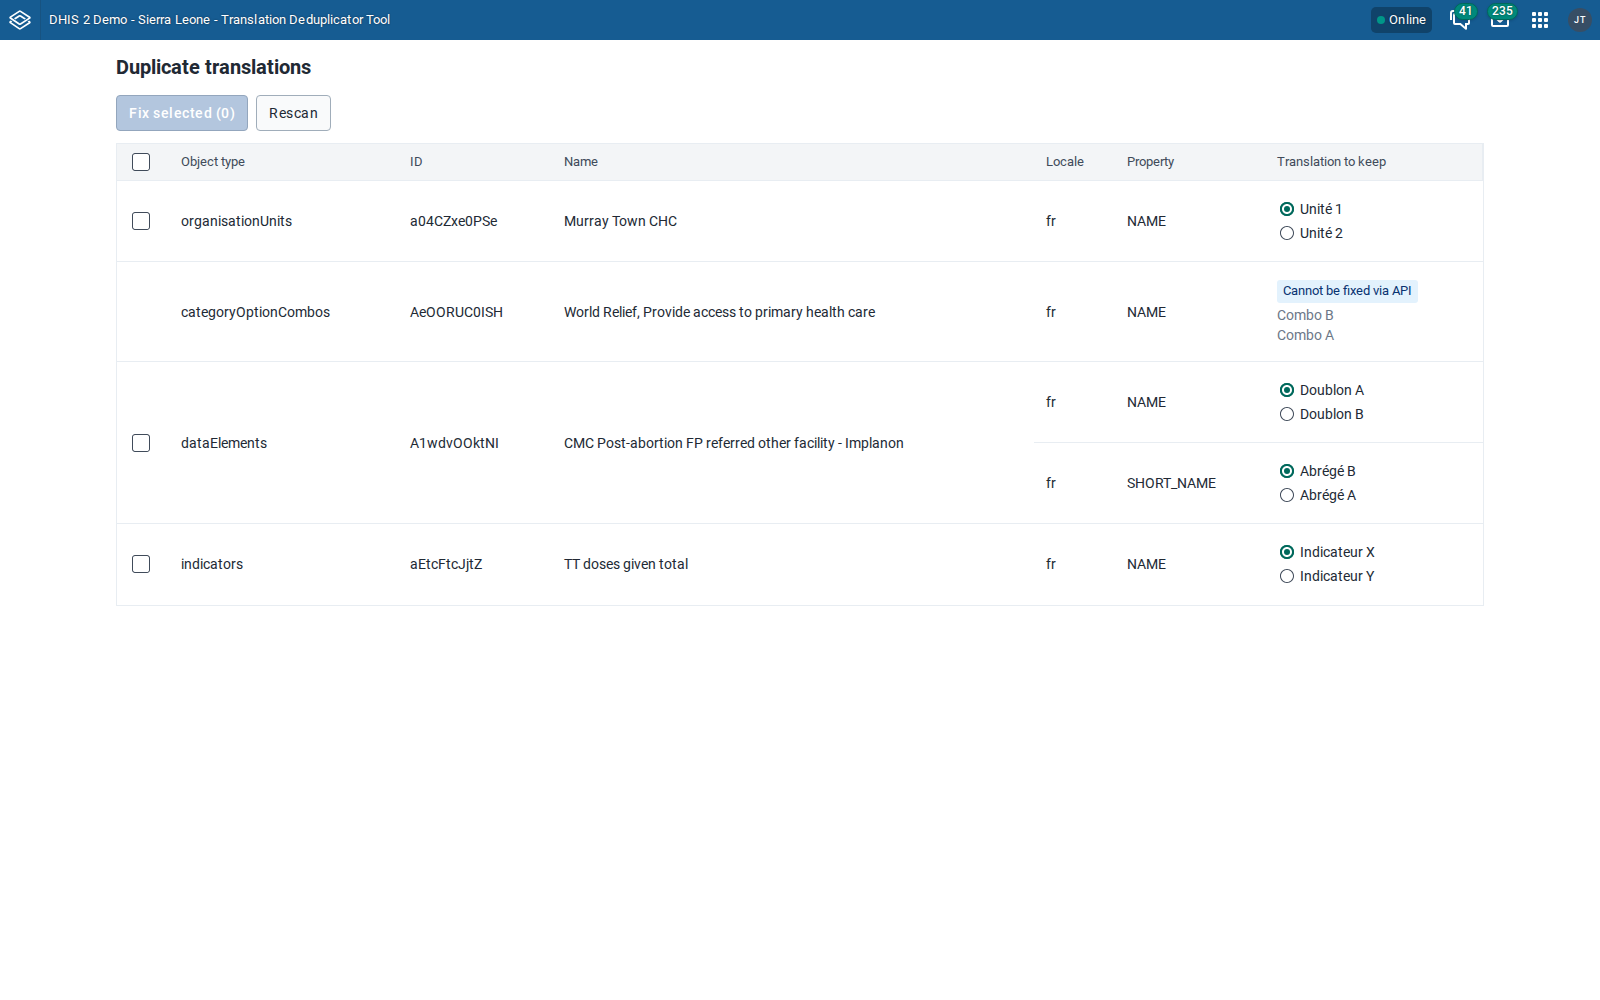 DHIS 2 Demo - Sierra Leone - Translation Deduplicator Tool
Online
41
235
JT
Duplicate translations
Fix selected (0)
Rescan
Object type ID Name Locale Property Translation to keep
organisationUnits a04CZxe0PSe Murray Town CHC fr NAME
Unité 1
Unité 2
categoryOptionCombos AeOORUC0ISH World Relief, Provide access to primary health care fr NAME
Cannot be fixed via API
Combo B
Combo A
dataElements A1wdvOOktNI CMC Post-abortion FP referred other facility - Implanon
fr NAME
Doublon A
Doublon B
fr SHORT_NAME
Abrégé B
Abrégé A
indicators aEtcFtcJjtZ TT doses given total fr NAME
Indicateur X
Indicateur Y